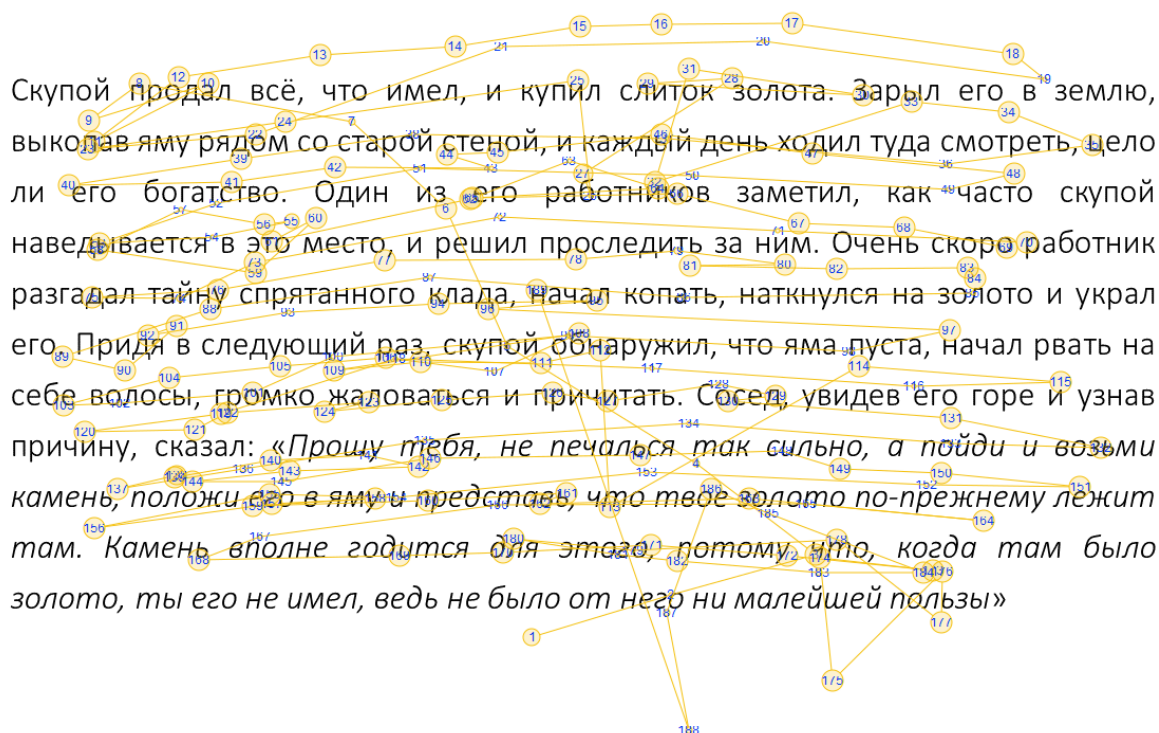 Скупой продал всё, что имел, и купил слиток золота. Зарыл его в землю,
выкопав яму рядом со старой стеной, и каждый день ходил туда смотреть, цело
ли его богатство. Один из его работников заметил, как часто скупой
наведывается в это место, и решил проследить за ним. Очень скоро работник
разгадал тайну спрятанного клада, начал копать, наткнулся на золото и украл
его. Придя в следующий раз, скупой обнаружил, что яма пуста, начал рвать на
себе волосы, громко жаловаться и причитать. Сосед, увидев его горе и узнав
причину, сказал: «Прошу тебя, не печалься так сильно, а пойди и возьми
камень, положи его в яму и представь, что твое золото по-прежнему лежит
там. Камень вполне годится для этого, потому что, когда там было
золото, ты его не имел, ведь не было от него ни малейшей пользы»